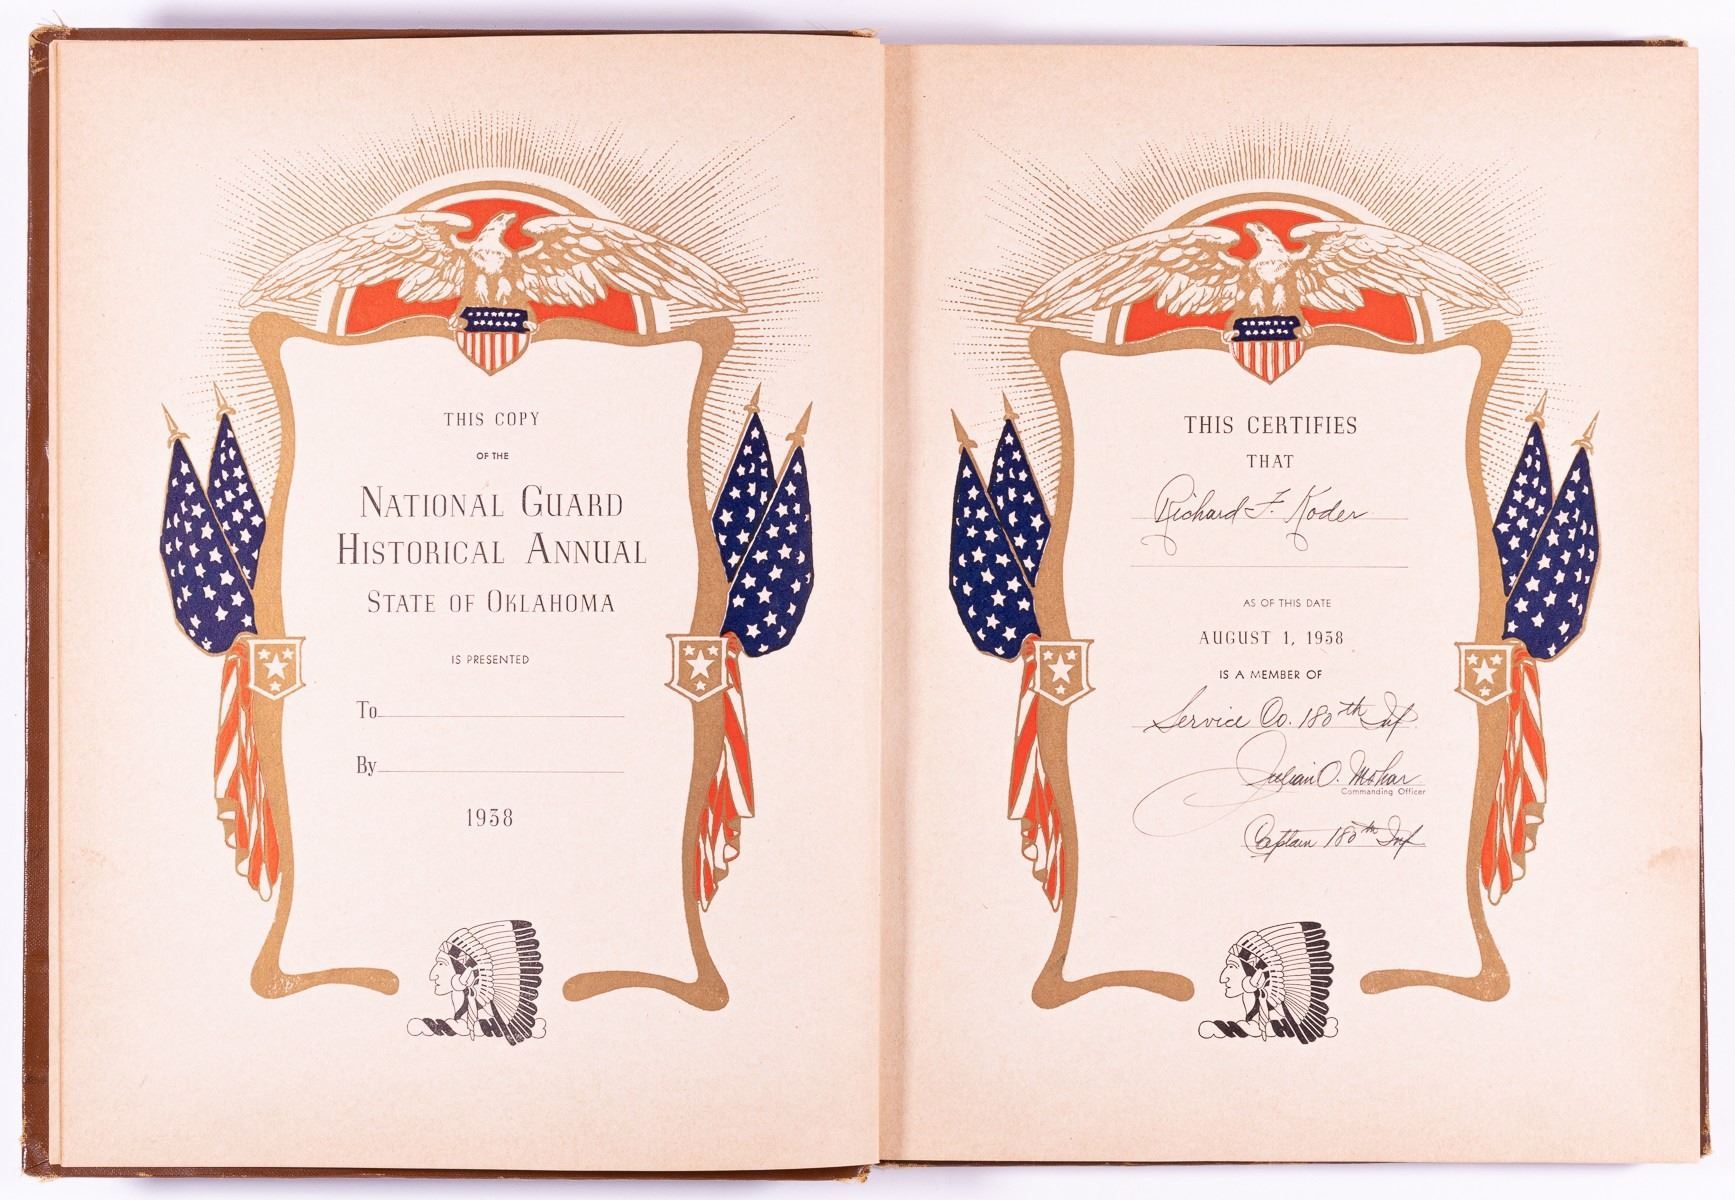 THIS COPY
OF THE
NATIONAL GUARD
HISTORICAL ANNUAL
STATE OF OKLAHOMA
IS PRESENTED
To
By
1938
THIS CERTIFIES
THAT
Richard F. Koder
AS OF THIS DATE
AUGUST 1, 1938
IS A MEMBER OF
Service Co. 180th Inf.
Julian O. Mohar
Commanding Officer
Captain 180th Inf